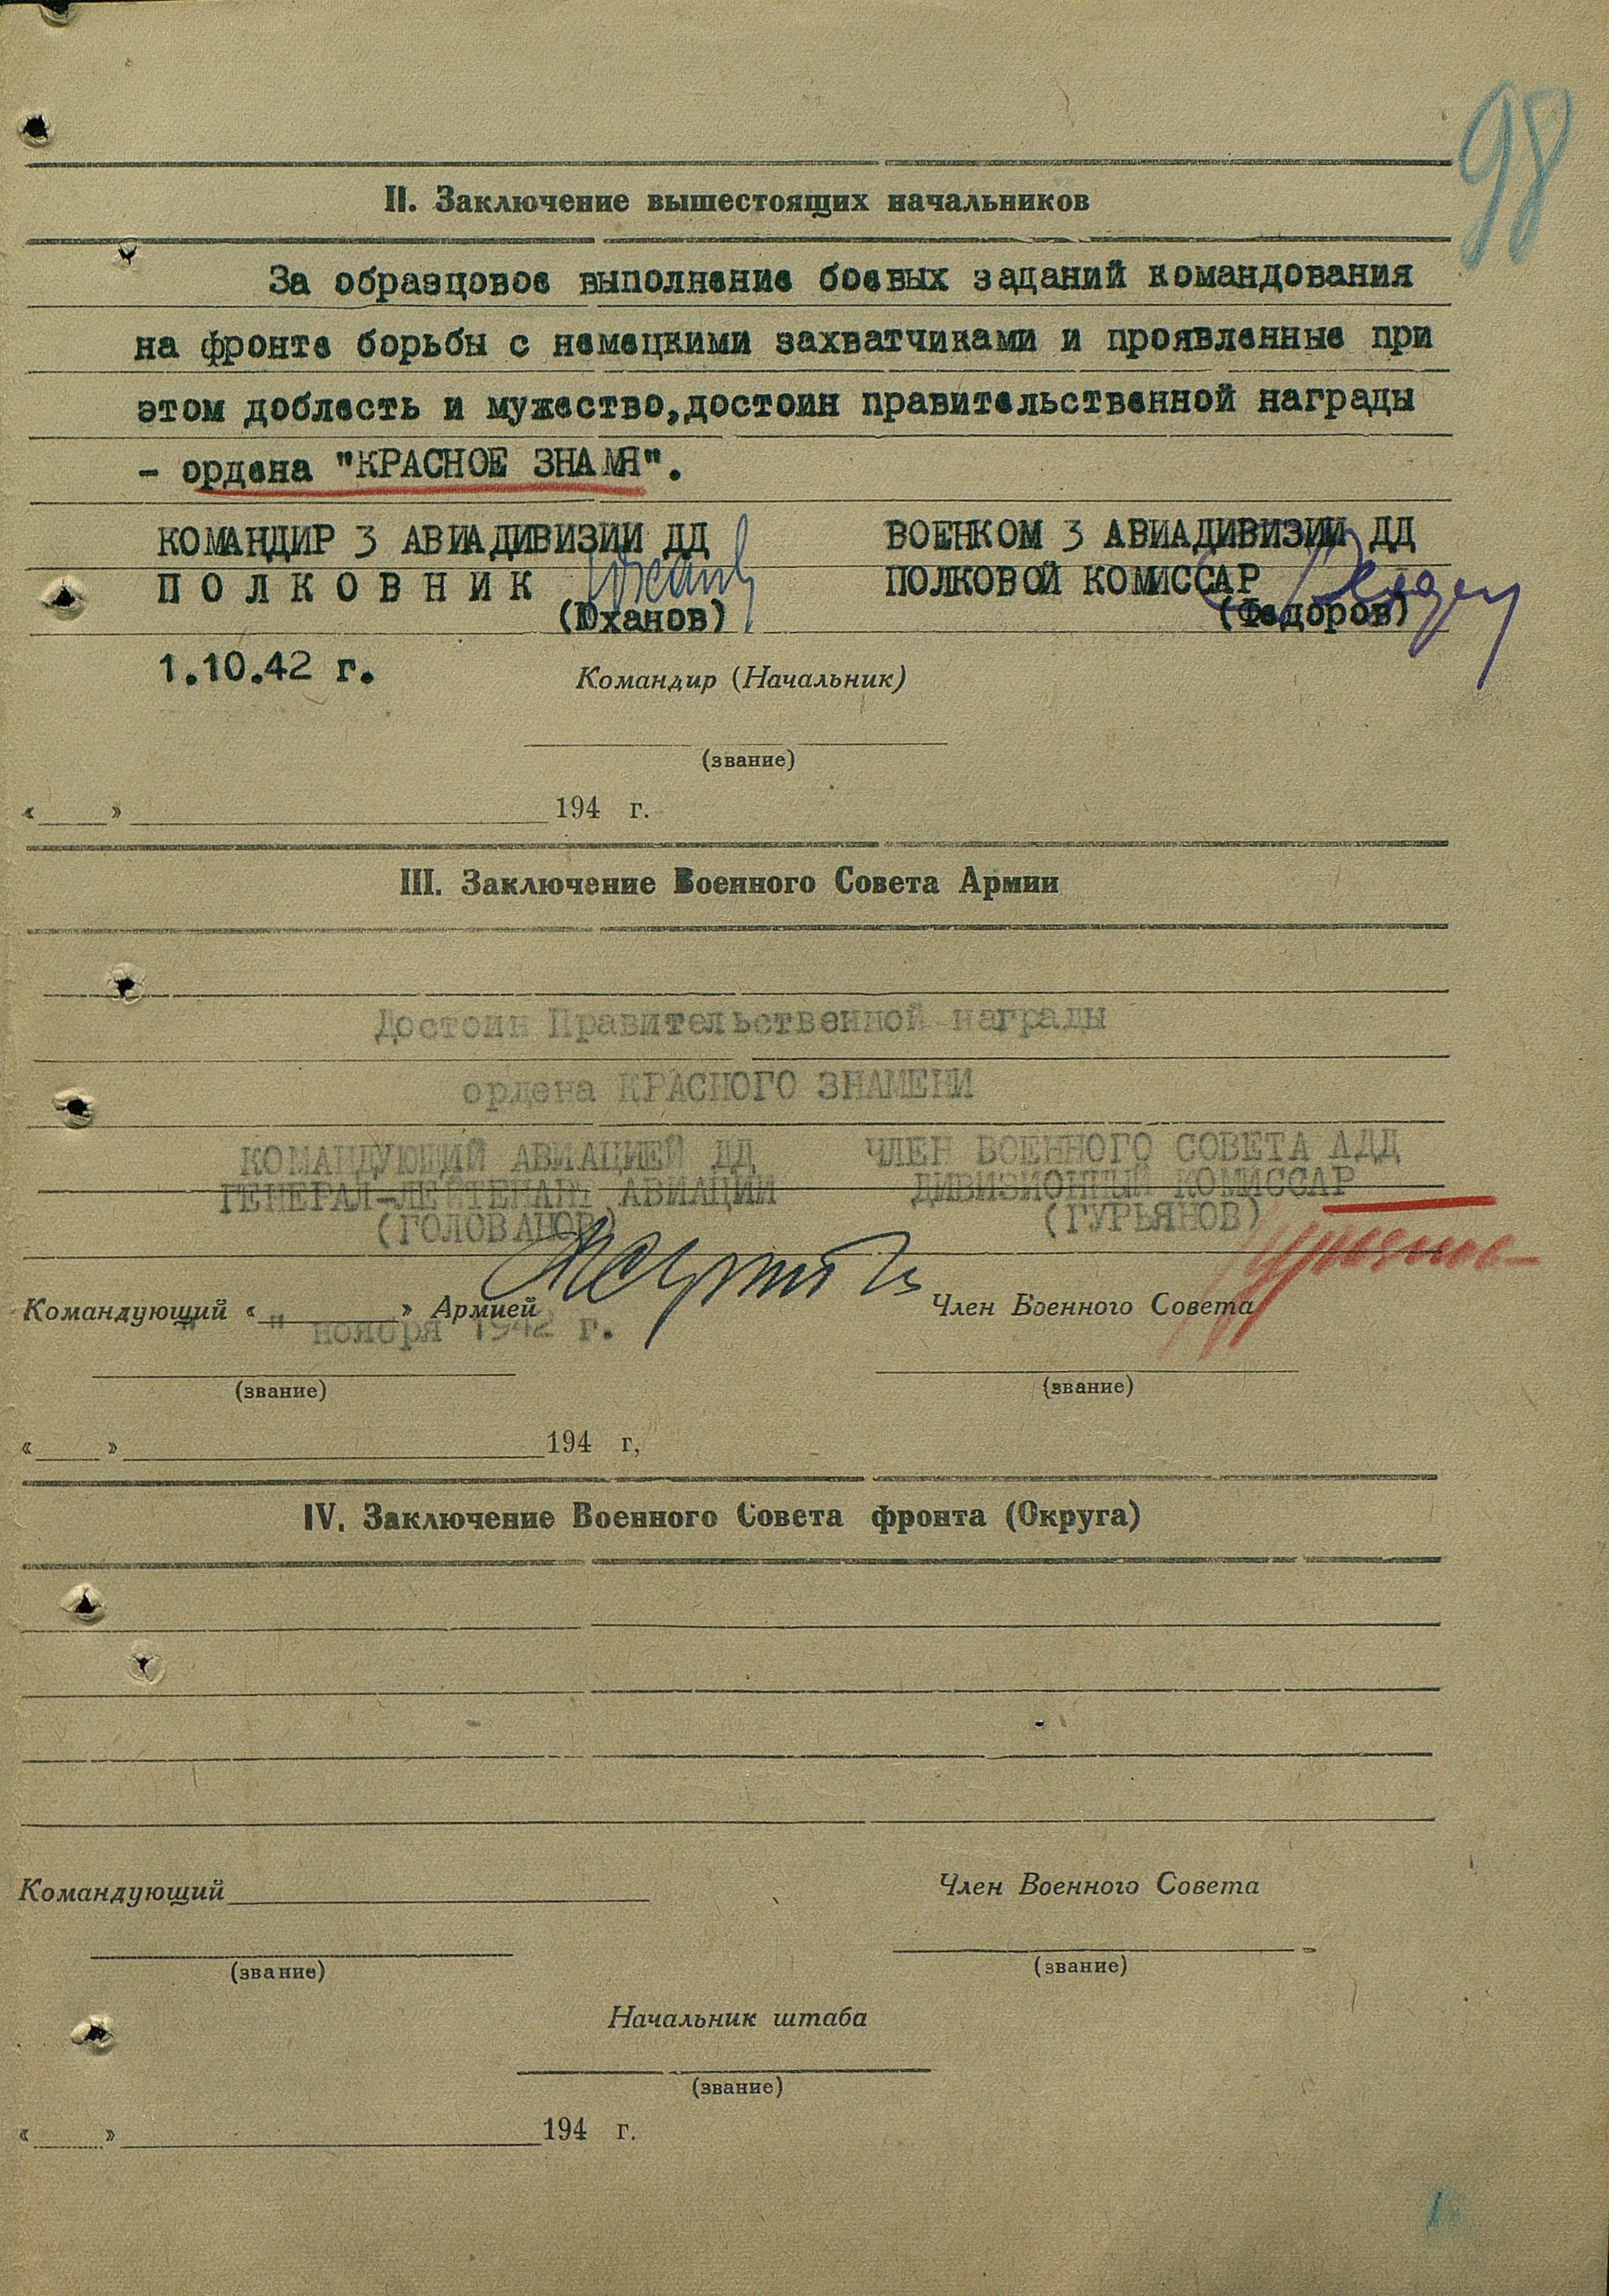 98
II. Заключение вышестоящих начальников
За образцовое выполнение боевых заданий командования
на фронте борьбы с немецкими захватчиками и проявленные при
этом доблесть и мужество, достоин правительственной награды
- ордена "КРАСНОЕ ЗНАМЯ".
КОМАНДИР 3 АВИАДИВИЗИИ ДД ВОЕНКОМ 3 АВИАДИВИЗИИ ДД
ПОЛКОВНИК ПОЛКОВОЙ КОМИССАР
(Юханов) (Федоров)
1.10.42 г.
Командир (Начальник)
(звание)
« » 194 г.
III. Заключение Военного Совета Армии
Достоин Правительственной награды
ордена КРАСНОГО ЗНАМЕНИ
КОМАНДУЮЩИЙ АВИАЦИЕЙ ДД ЧЛЕН ВОЕННОГО СОВЕТА АДД
ГЕНЕРАЛ-ЛЕЙТЕНАНТ АВИАЦИИ ДИВИЗИОННЫЙ КОМИССАР
(ГОЛОВАНОВ) (ГУРЬЯНОВ)
Командующий « » Армией Член Военного Совета
" " ноября 1942 г.
(звание) (звание)
« » 194 г,
IV. Заключение Военного Совета фронта (Округа)
Командующий Член Военного Совета
(звание) (звание)
Начальник штаба
(звание)
« » 194 г.